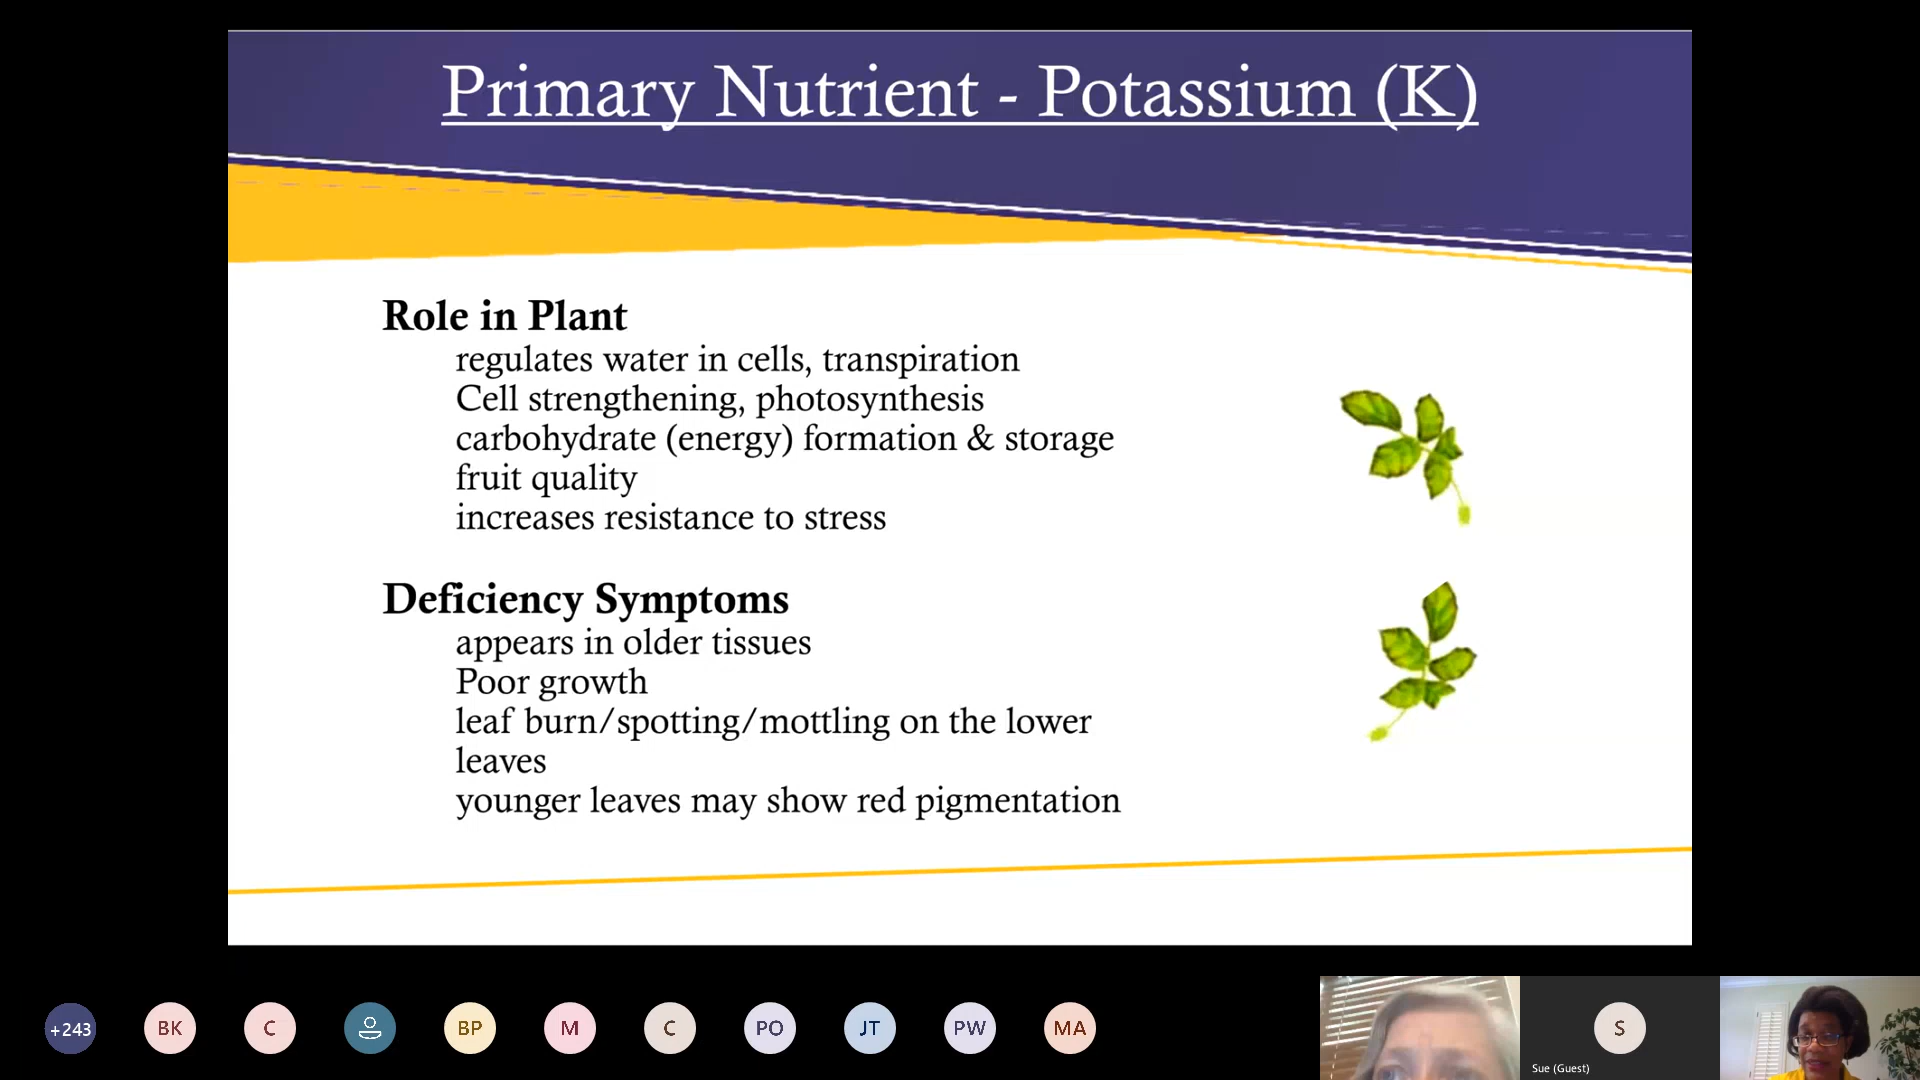 Primary Nutrient - Potassium (K)
Role in Plant
regulates water in cells, transpiration
Cell strengthening, photosynthesis
carbohydrate (energy) formation & storage
fruit quality
increases resistance to stress
Deficiency Symptoms
appears in older tissues
Poor growth
leaf burn/spotting/mottling on the lower
leaves
younger leaves may show red pigmentation
+243
BK
C
BP
M
C
PO
JT
PW
MA
S
Sue (Guest)